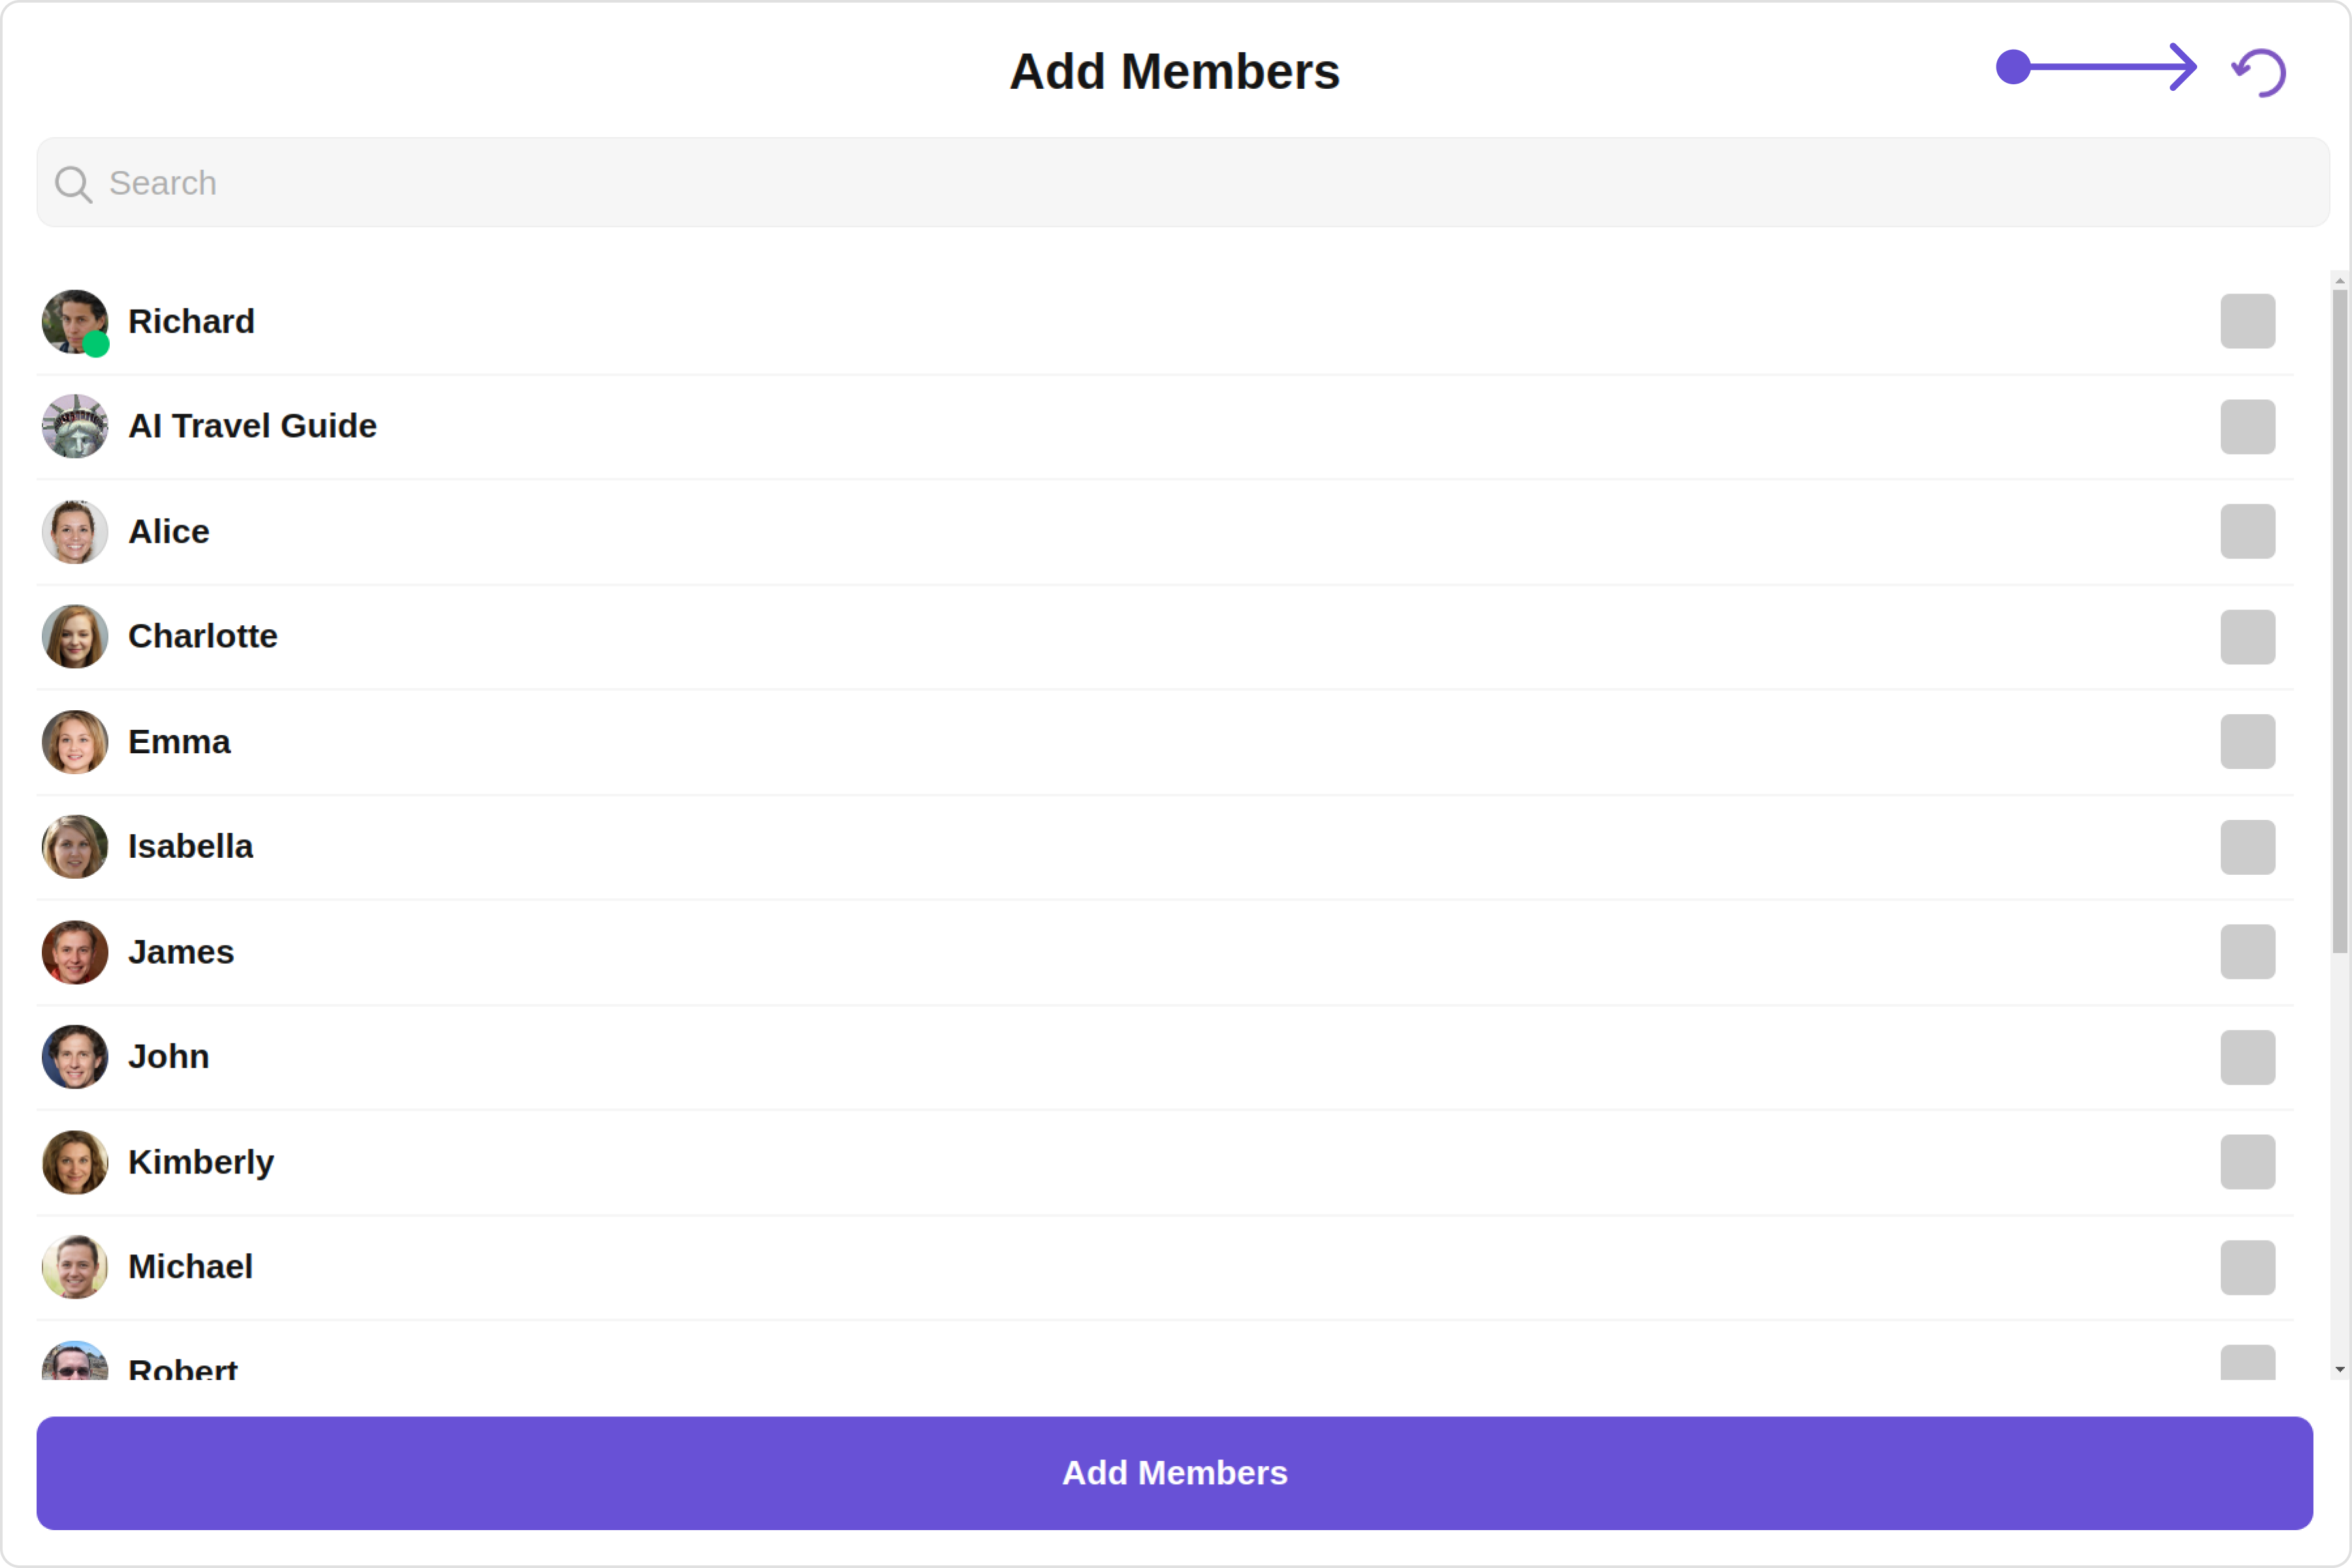 Add Members
Search
Richard
AI Travel Guide
Alice
Charlotte
Emma
Isabella
James
John
Kimberly
Michael
Robert
Add Members